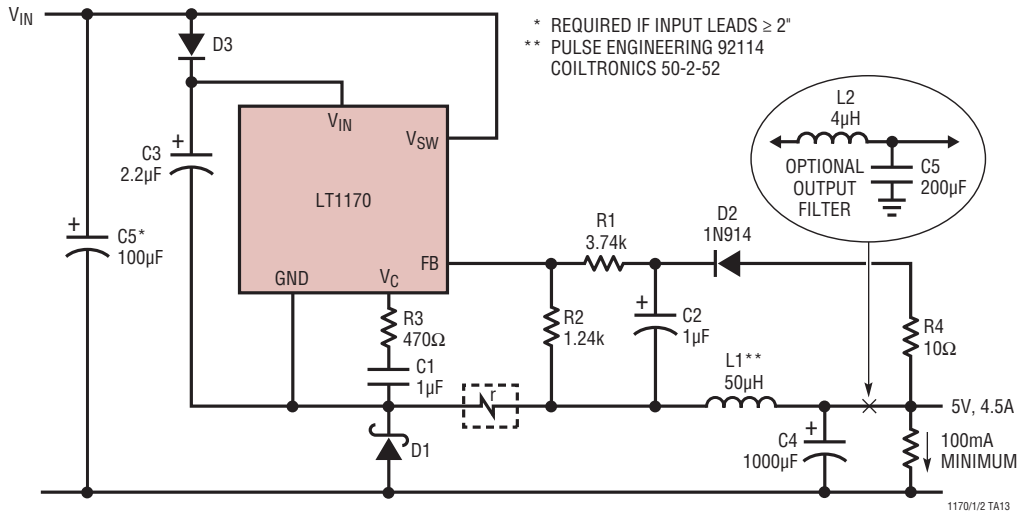 VIN
D3
* REQUIRED IF INPUT LEADS ≥ 2"
** PULSE ENGINEERING 92114
COILTRONICS 50-2-52
VIN
VSW
LT1170
FB
GND
VC
+
C3
2.2µF
+
C5*
100µF
L2
4µH
OPTIONAL
OUTPUT
FILTER
C5
200µF
R1
3.74k
D2
1N914
R3
470Ω
C1
1µF
R2
1.24k
+
C2
1µF
R4
10Ω
r
L1**
50µH
5V, 4.5A
D1
+
C4
1000µF
100mA
MINIMUM
1170/1/2 TA13